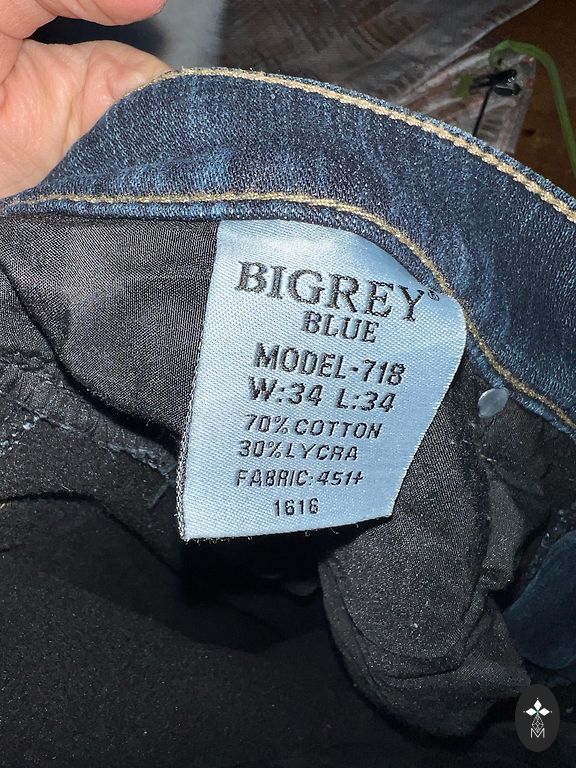 BIGREY®
BLUE
MODEL-718
W:34 L:34
70% COTTON
30% LYCRA
FABRIC: 451+
1616
M